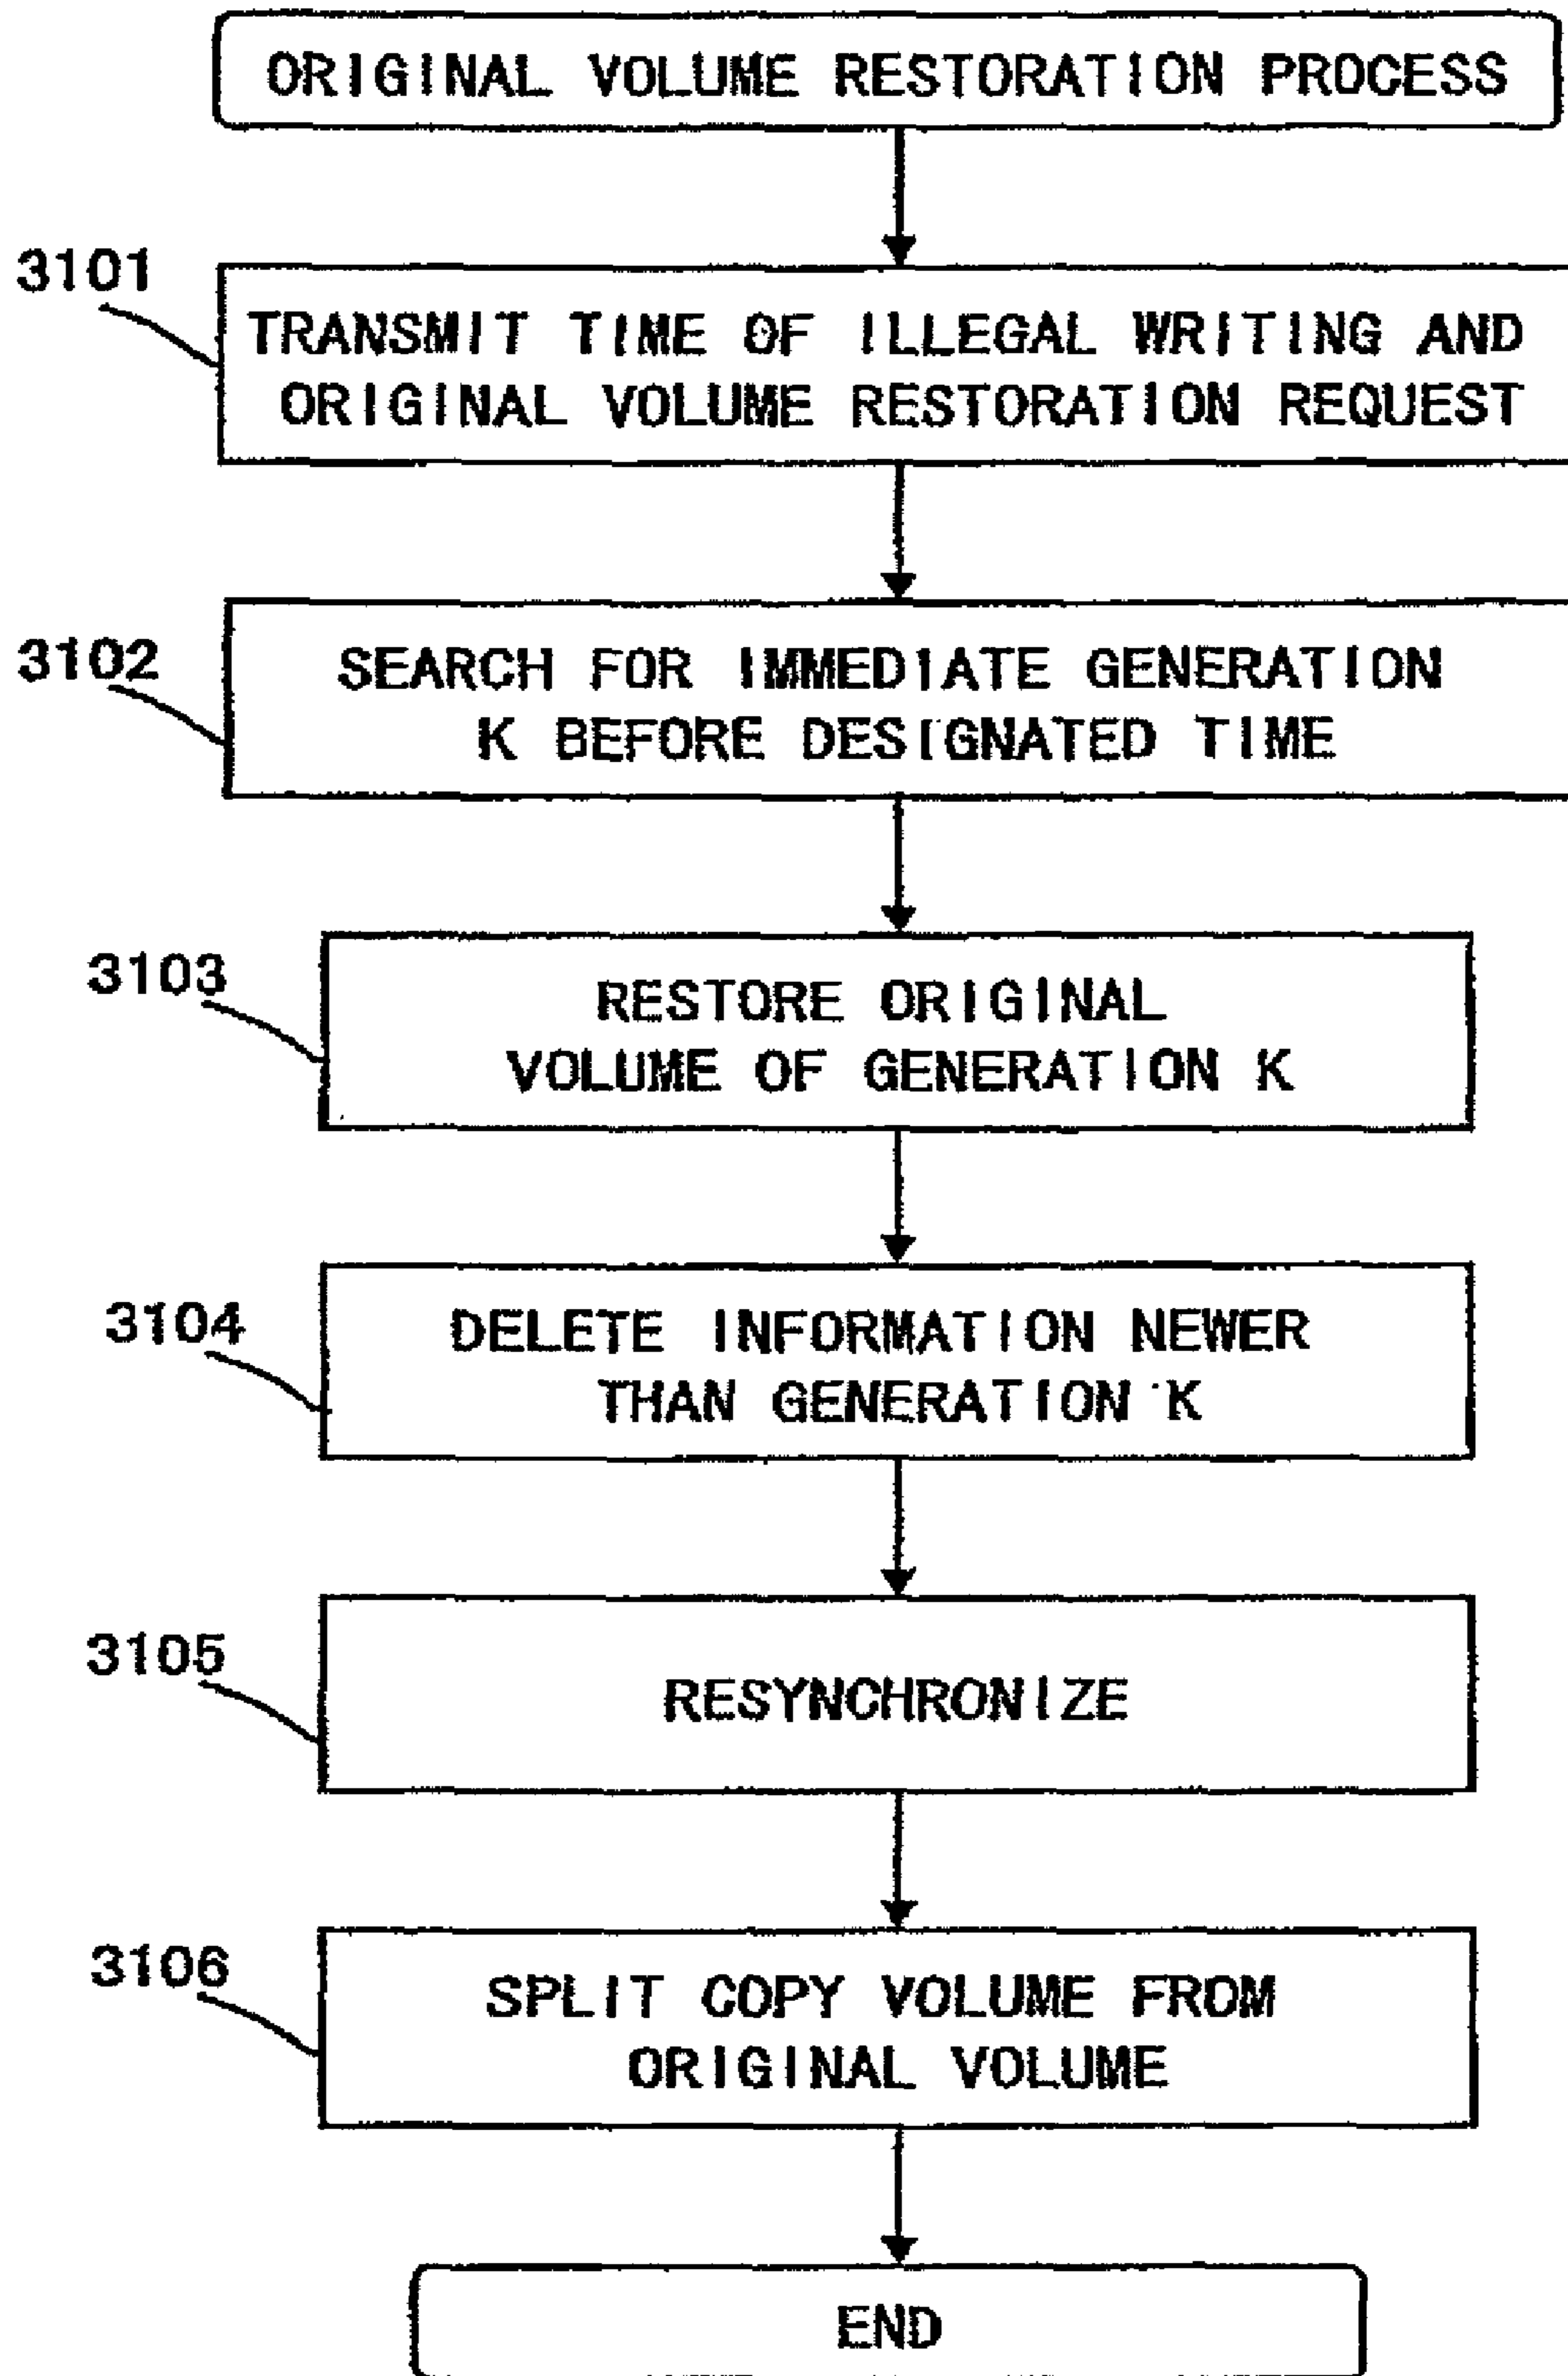 ORIGINAL VOLUME RESTORATION PROCESS
3101
TRANSMIT TIME OF ILLEGAL WRITING AND
ORIGINAL VOLUME RESTORATION REQUEST
3102
SEARCH FOR IMMEDIATE GENERATION
K BEFORE DESIGNATED TIME
3103
RESTORE ORIGINAL
VOLUME OF GENERATION K
3104
DELETE INFORMATION NEWER
THAN GENERATION K
3105
RESYNCHRONIZE
3106
SPLIT COPY VOLUME FROM
ORIGINAL VOLUME
END